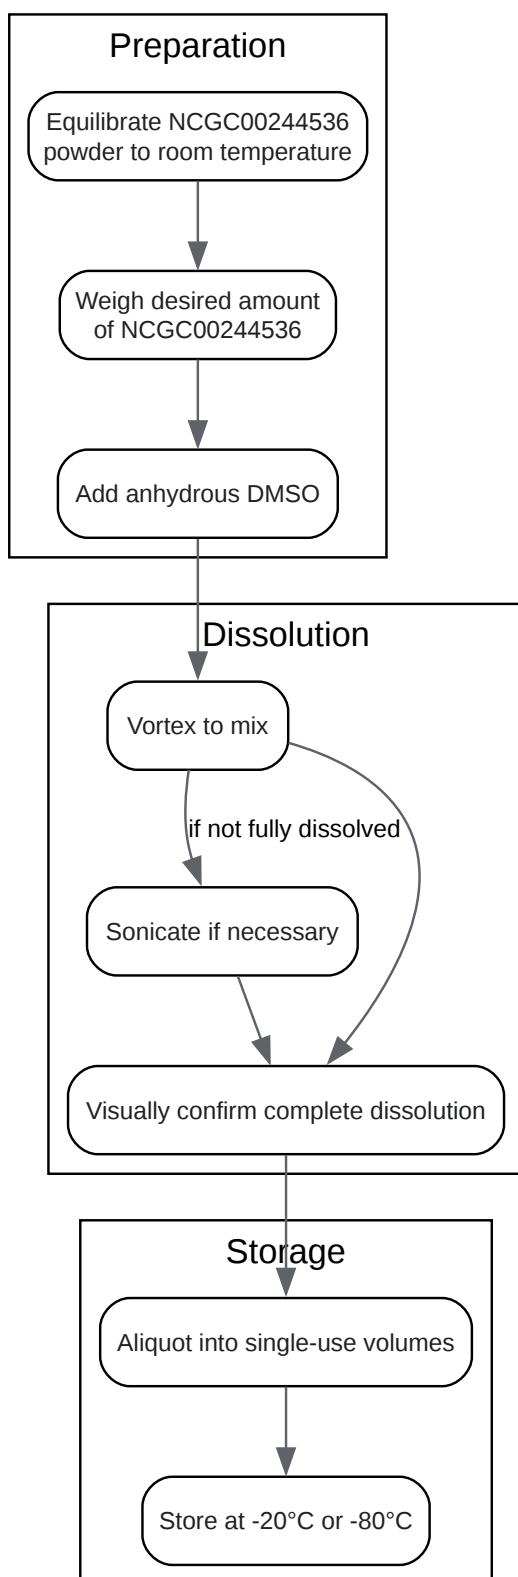 Preparation
Equilibrate NCGC00244536
powder to room temperature
Weigh desired amount
of NCGC00244536
Add anhydrous DMSO
Dissolution
Vortex to mix
if not fully dissolved
Sonicate if necessary
Visually confirm complete dissolution
Storage
Aliquot into single-use volumes
Store at -20°C or -80°C